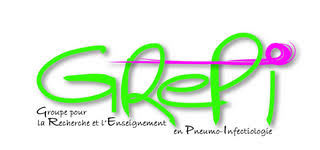 GREPI
Groupe pour
la Recherche et l'Enseignement
en Pneumo-Infectiologie